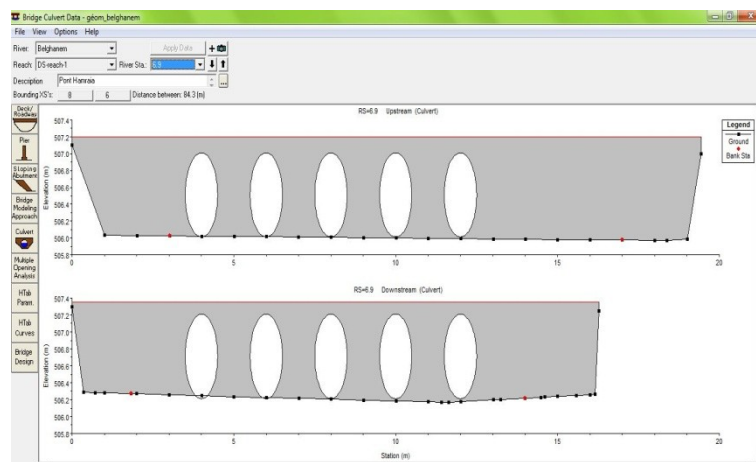 Bridge Culvert Data - géom_belghanem
File View Options Help
River: Belghanem Apply Data
Reach: DS-reach-1 River Sta.: 6.9
Description Pont Hamraia ...
Bounding XS's: 8 6 Distance between: 84.3 (m)
Deck/
Roadway
Pier
Sloping
Abutment
Bridge
Modeling
Approach
Culvert
Multiple
Opening
Analysis
HTab
Param.
HTab
Curves
Bridge
Design
RS=6.9 Upstream (Culvert)
Elevation (m)
507.4
507.2
507.0
506.8
506.6
506.4
506.2
506.0
505.8
0 5 10 15 20
Legend
Ground
Bank Sta
RS=6.9 Downstream (Culvert)
Elevation (m)
507.4
507.2
507.0
506.8
506.6
506.4
506.2
506.0
505.8
0 5 10 15 20
Station (m)